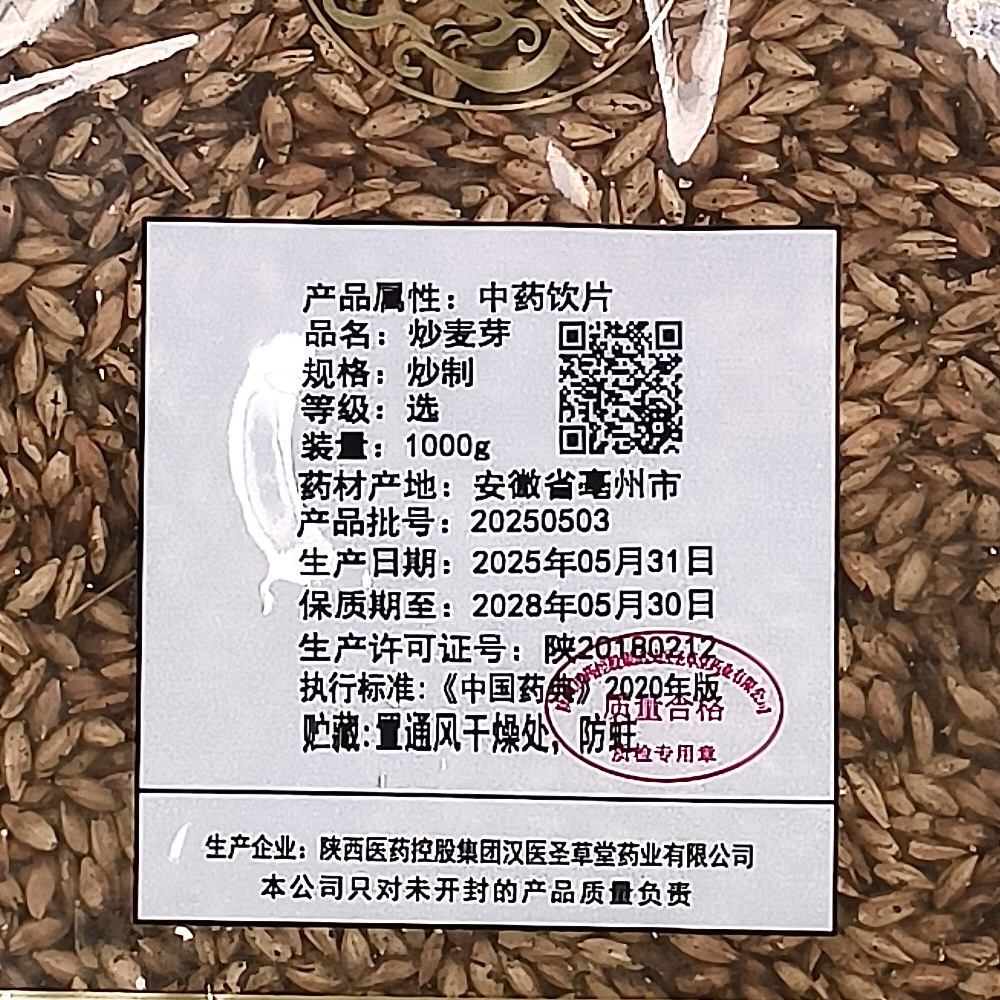 产品属性：中药饮片
品名：炒麦芽
规格：炒制
等级：选
装量：1000g
药材产地：安徽省亳州市
产品批号：20250503
生产日期：2025年05月31日
保质期至：2028年05月30日
生产许可证号：陕20180212
执行标准:《中国药典》2020年版
贮藏:置通风干燥处，防蛀
质量合格
质检专用章
生产企业：陕西医药控股集团汉医圣草堂药业有限公司
本公司只对未开封的产品质量负责